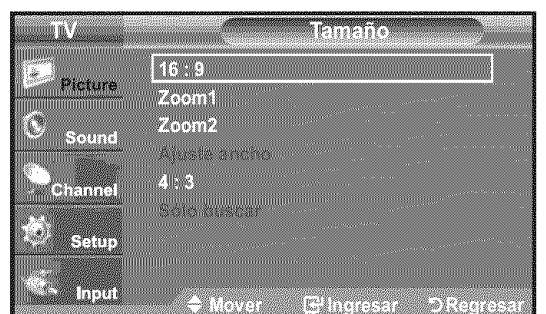 TV
Tamaño
Picture
Sound
Channel
Setup
Input
16 : 9
Zoom1
Zoom2
Ajuste ancho
4 : 3
Sólo buscar
Mover Ingresar Regresar